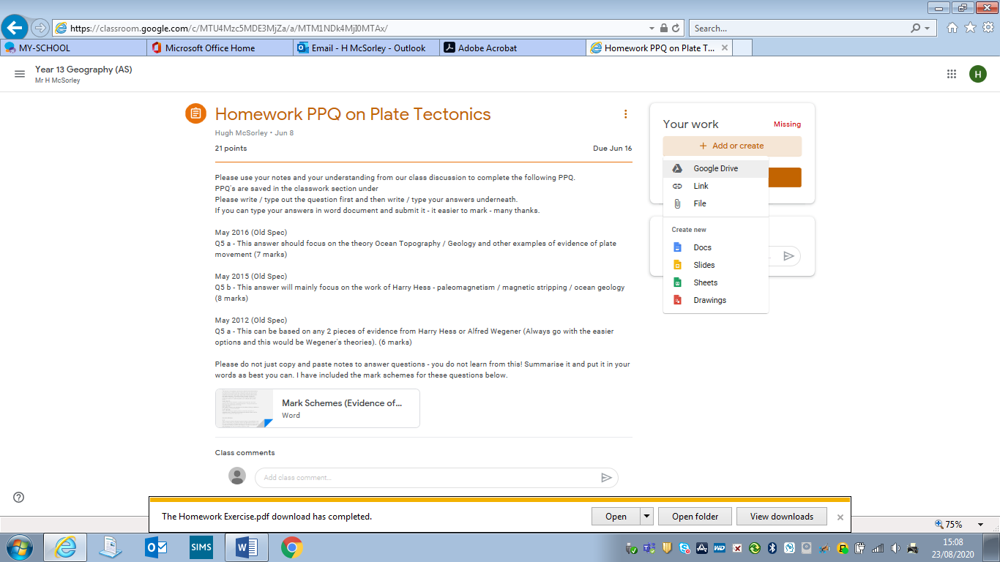 https://classroom.google.com/c/MTU4Mzc5MDE3MjZa/a/MTM1NDk4MjI0MTAx/
Search...
MY-SCHOOL
Microsoft Office Home
Email - H McSorley - Outlook
Adobe Acrobat
Homework PPQ on Plate T...
Year 13 Geography (AS)
Mr H McSorley
H
Homework PPQ on Plate Tectonics
Hugh McSorley • Jun 8
21 points
Due Jun 16
Please use your notes and your understanding from our class discussion to complete the following PPQ.
PPQ's are saved in the classwork section under
Please write / type out the question first and then write / type your answers underneath.
If you can type your answers in word document and submit it - it easier to mark - many thanks.
May 2016 (Old Spec)
Q5 a - This answer should focus on the theory Ocean Topography / Geology and other examples of evidence of plate
movement (7 marks)
May 2015 (Old Spec)
Q5 b - This answer will mainly focus on the work of Harry Hess - paleomagnetism / magnetic stripping / ocean geology
(8 marks)
May 2012 (Old Spec)
Q5 a - This can be based on any 2 pieces of evidence from Harry Hess or Alfred Wegener (Always go with the easier
options and this would be Wegener's theories). (6 marks)
Please do not just copy and paste notes to answer questions - you do not learn from this! Summarise it and put it in your
words as best you can. I have included the mark schemes for these questions below.
Mark Schemes (Evidence of...
Word
Class comments
Add class comment...
Your work
Missing
+ Add or create
Google Drive
Link
File
Create new
Docs
Slides
Sheets
Drawings
The Homework Exercise.pdf download has completed.
Open
Open folder
View downloads
75%
SIMS
15:08
23/08/2020